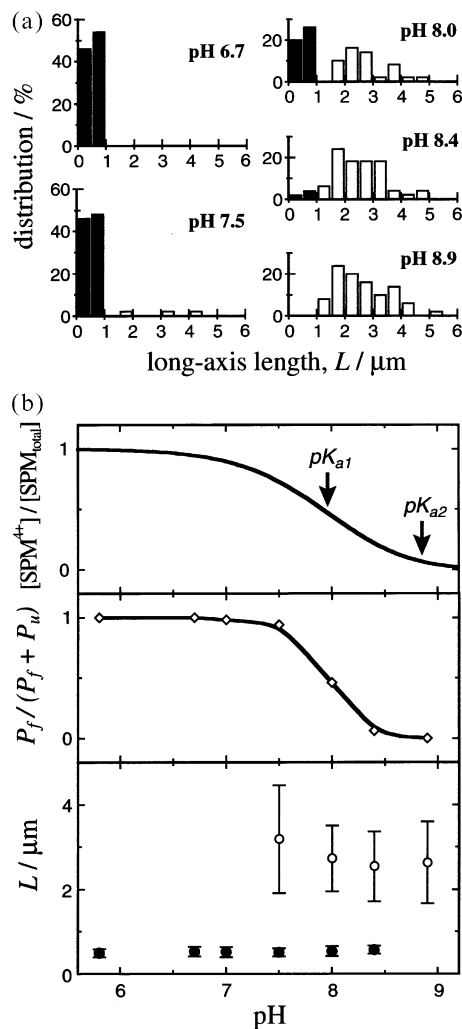 (a)
distribution / %
60
40
20
0
0 1 2 3 4 5 6
pH 6.7
20
0
0 1 2 3 4 5 6
pH 8.0
20
0
0 1 2 3 4 5 6
pH 8.4
60
40
20
0
0 1 2 3 4 5 6
pH 7.5
40
20
0
0 1 2 3 4 5 6
pH 8.9
long-axis length, L / μm
(b)
[SPM4+] / [SPMtotal]
1
0
pKa1
pKa2
Pf / (Pf + Pu)
1
0
L / μm
4
2
0
6 7 8 9
pH